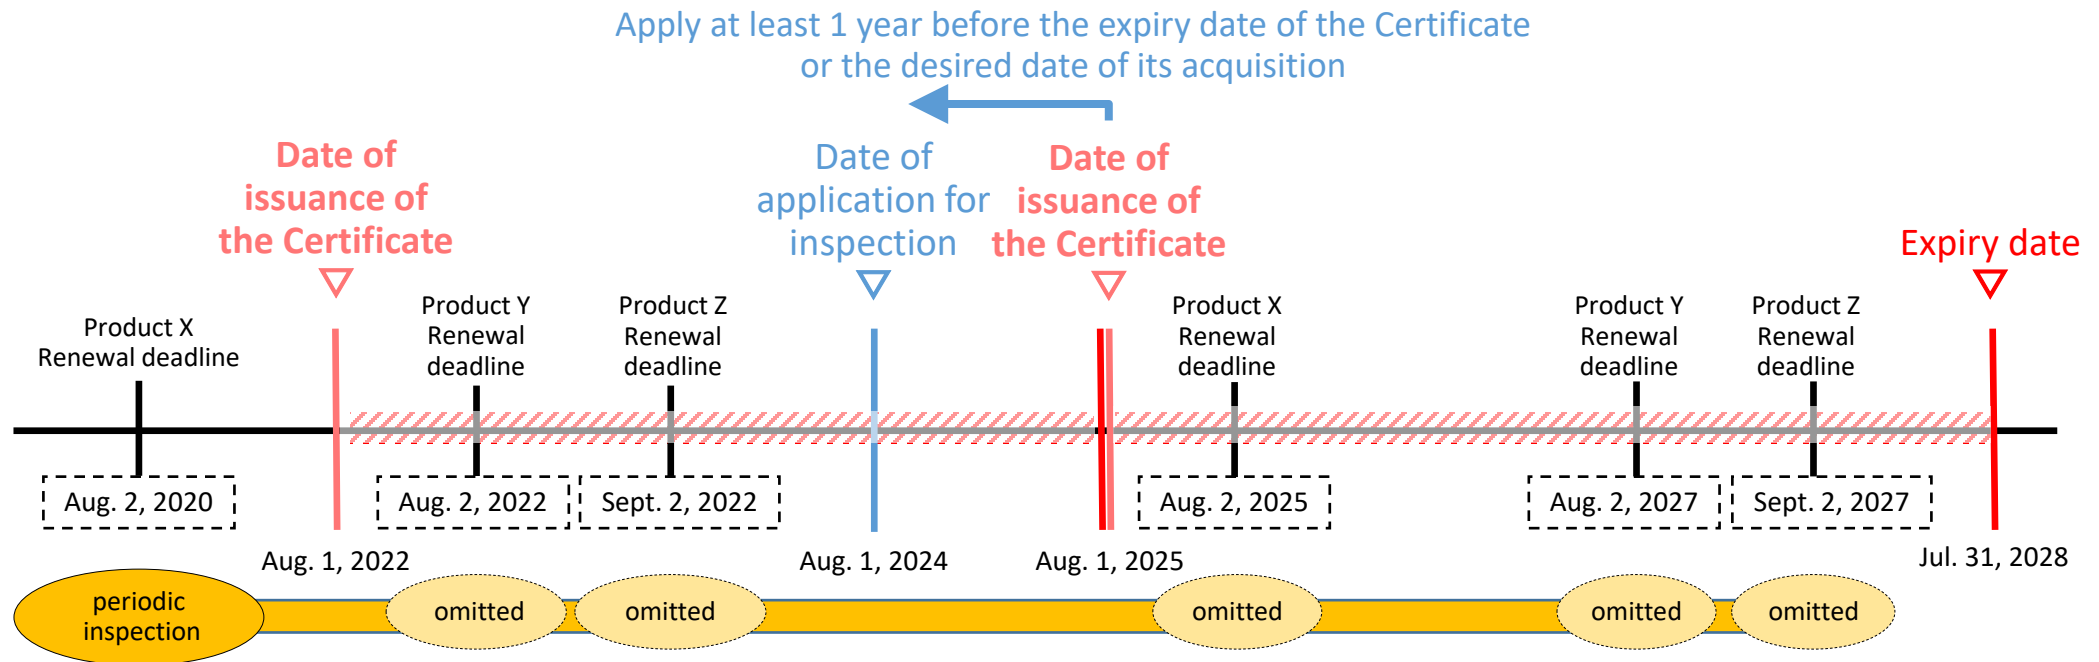 Apply at least 1 year before the expiry date of the Certificate
or the desired date of its acquisition
Date of
issuance of
the Certificate
Date of
application for
inspection
Date of
issuance of
the Certificate
Expiry date
Product X
Renewal deadline
Product Y
Renewal
deadline
Product Z
Renewal
deadline
Product X
Renewal
deadline
Product Y
Renewal
deadline
Product Z
Renewal
deadline
Aug. 2, 2020
Aug. 2, 2022
Sept. 2, 2022
Aug. 2, 2025
Aug. 2, 2027
Sept. 2, 2027
Aug. 1, 2022
Aug. 1, 2024
Aug. 1, 2025
Jul. 31, 2028
periodic
inspection
omitted
omitted
omitted
omitted
omitted